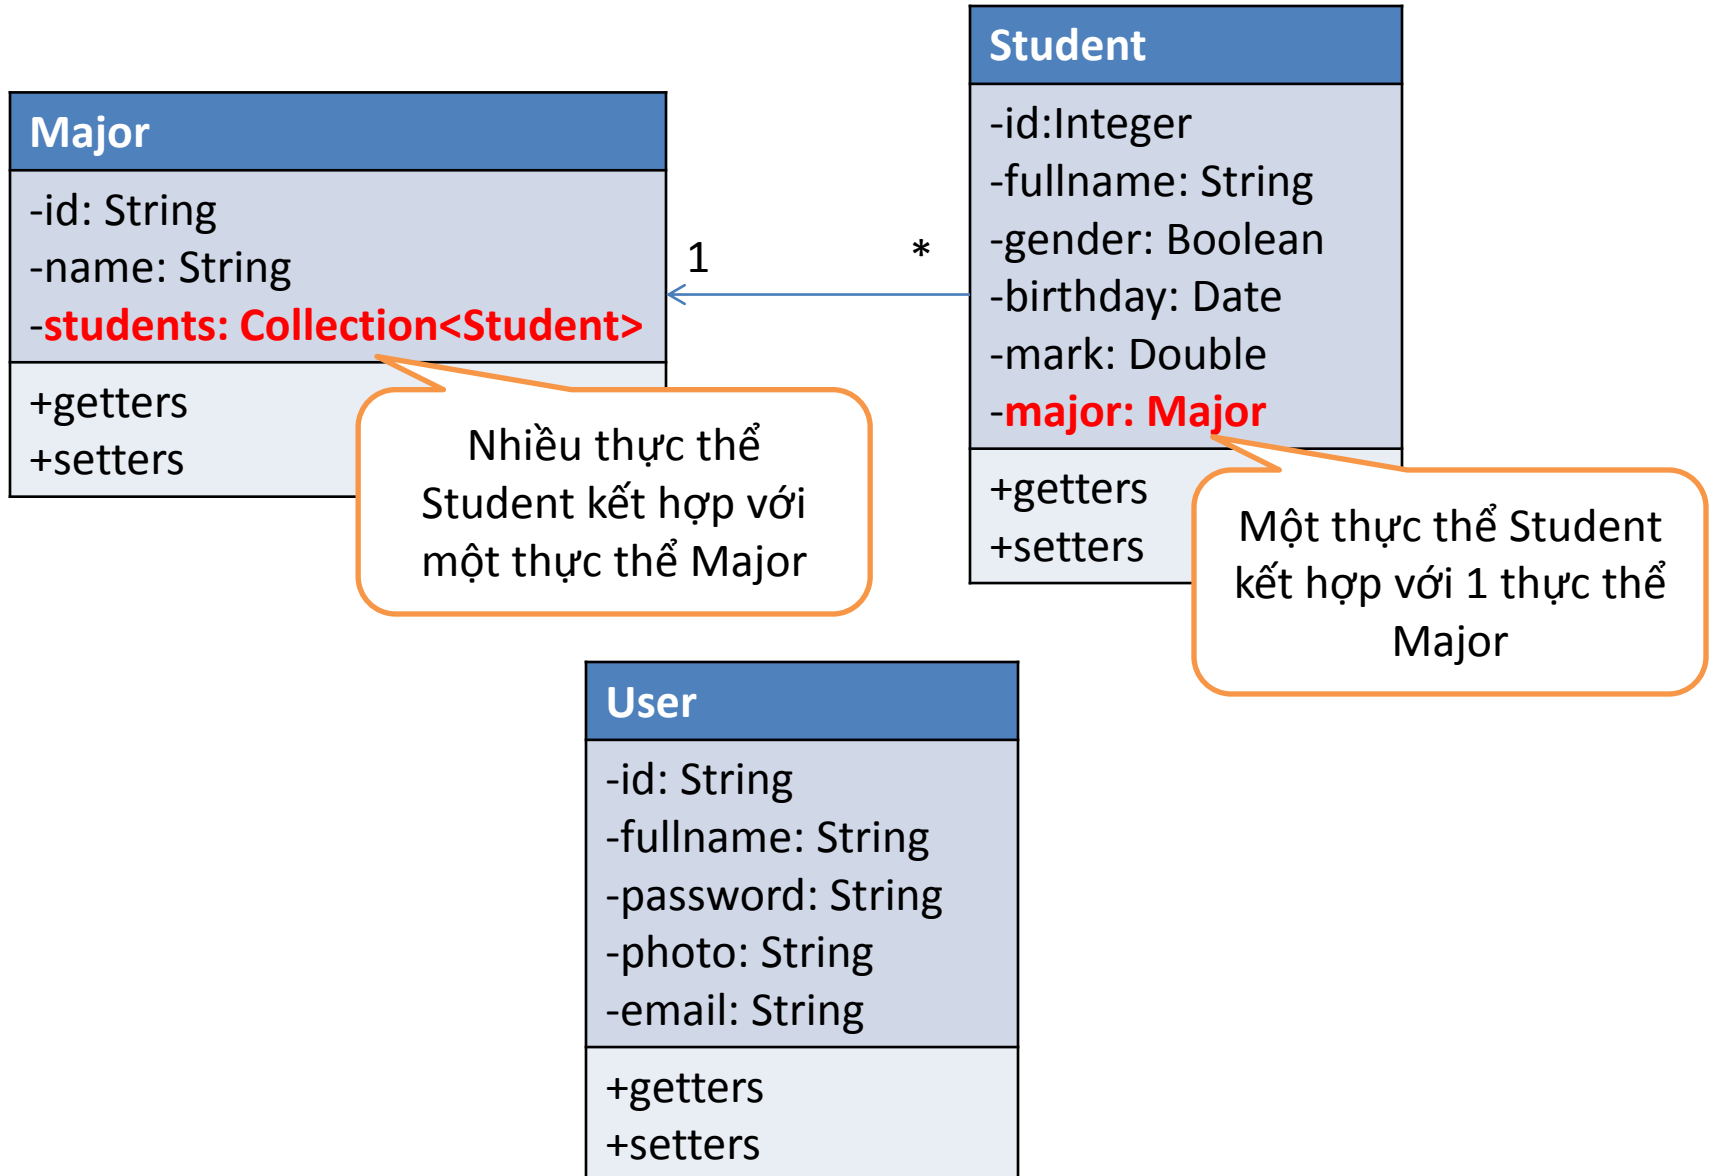 Major
-id: String
-name: String
-students: Collection<Student>
+getters
+setters
Nhiều thực thể
Student kết hợp với
một thực thể Major
1
*
Student
-id:Integer
-fullname: String
-gender: Boolean
-birthday: Date
-mark: Double
-major: Major
+getters
+setters
Một thực thể Student
kết hợp với 1 thực thể
Major
User
-id: String
-fullname: String
-password: String
-photo: String
-email: String
+getters
+setters